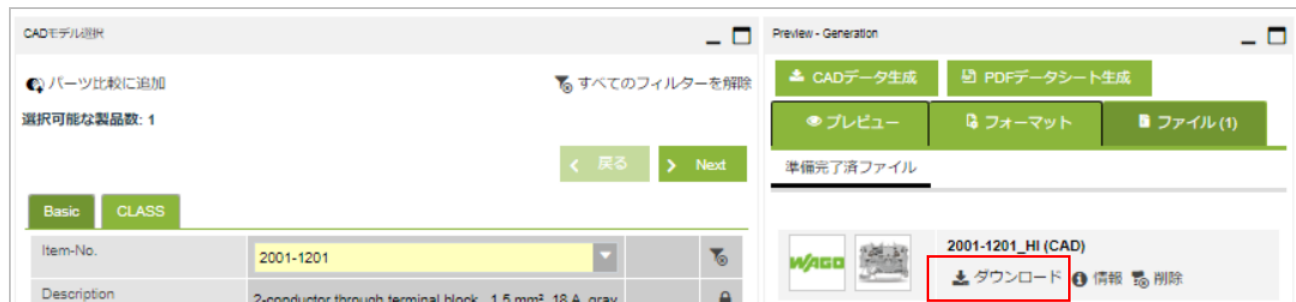 CADモデル選択
パーツ比較に追加
すべてのフィルターを解除
選択可能な製品数: 1
戻る
Next
Basic
CLASS
Item-No.
2001-1201
Description
2-conductor through terminal block, 1.5 mm², 18 A, gray
Preview - Generation
CADデータ生成
PDFデータシート生成
プレビュー
フォーマット
ファイル (1)
準備完了済ファイル
WAGO
2001-1201_HI (CAD)
ダウンロード
情報
削除